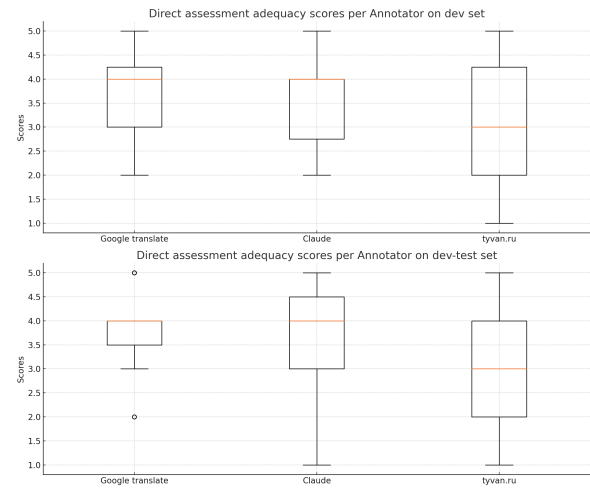 Direct assessment adequacy scores per Annotator on dev set
5.0
4.5
4.0
3.5
3.0
2.5
2.0
1.5
1.0
Scores
Google translate
Claude
tyvan.ru
Direct assessment adequacy scores per Annotator on dev-test set
5.0
4.5
4.0
3.5
3.0
2.5
2.0
1.5
1.0
Scores
Google translate
Claude
tyvan.ru